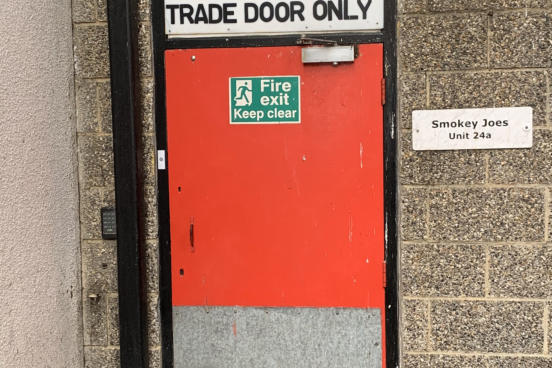 TRADE DOOR ONLY
Fire
exit
Keep clear
Smokey Joes
Unit 24a